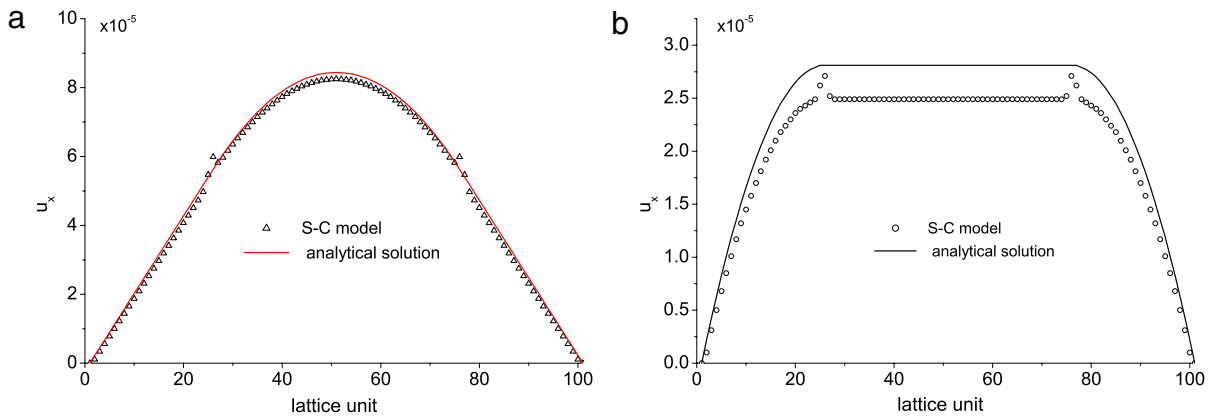 a
x10⁻⁵
10
8
6
4
2
0
uₓ
S-C model
analytical solution
0 20 40 60 80 100
lattice unit
b
x10⁻⁵
3.0
2.5
2.0
1.5
1.0
0.5
0.0
uₓ
S-C model
analytical solution
0 20 40 60 80 100
lattice unit